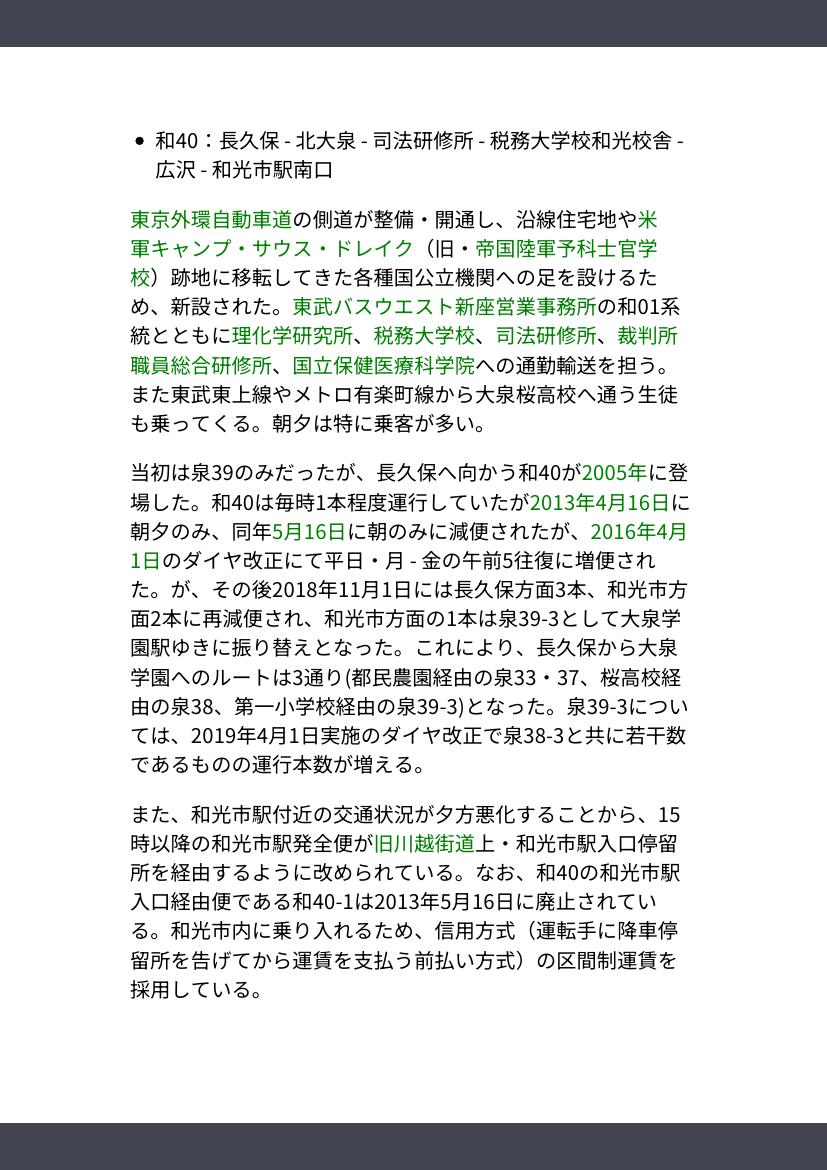 • 和40：長久保 - 北大泉 - 司法研修所 - 税務大学校和光校舎 -
広沢 - 和光市駅南口
東京外環自動車道の側道が整備・開通し、沿線住宅地や米
軍キャンプ・サウス・ドレイク（旧・帝国陸軍予科士官学
校）跡地に移転してきた各種国公立機関への足を設けるた
め、新設された。東武バスウエスト新座営業事務所の和01系
統とともに理化学研究所、税務大学校、司法研修所、裁判所
職員総合研修所、国立保健医療科学院への通勤輸送を担う。
また東武東上線やメトロ有楽町線から大泉桜高校へ通う生徒
も乗ってくる。朝夕は特に乗客が多い。
当初は泉39のみだったが、長久保へ向かう和40が2005年に登
場した。和40は毎時1本程度運行していたが2013年4月16日に
朝夕のみ、同年5月16日に朝のみに減便されたが、2016年4月
1日のダイヤ改正にて平日・月 - 金の午前5往復に増便され
た。が、その後2018年11月1日には長久保方面3本、和光市方
面2本に再減便され、和光市方面の1本は泉39-3として大泉学
園駅ゆきに振り替えとなった。これにより、長久保から大泉
学園へのルートは3通り(都民農園経由の泉33・37、桜高校経
由の泉38、第一小学校経由の泉39-3)となった。泉39-3につい
ては、2019年4月1日実施のダイヤ改正で泉38-3と共に若干数
であるものの運行本数が増える。
また、和光市駅付近の交通状況が夕方悪化することから、15
時以降の和光市駅発全便が旧川越街道上・和光市駅入口停留
所を経由するように改められている。なお、和40の和光市駅
入口経由便である和40-1は2013年5月16日に廃止されてい
る。和光市内に乗り入れるため、信用方式（運転手に降車停
留所を告げてから運賃を支払う前払い方式）の区間制運賃を
採用している。